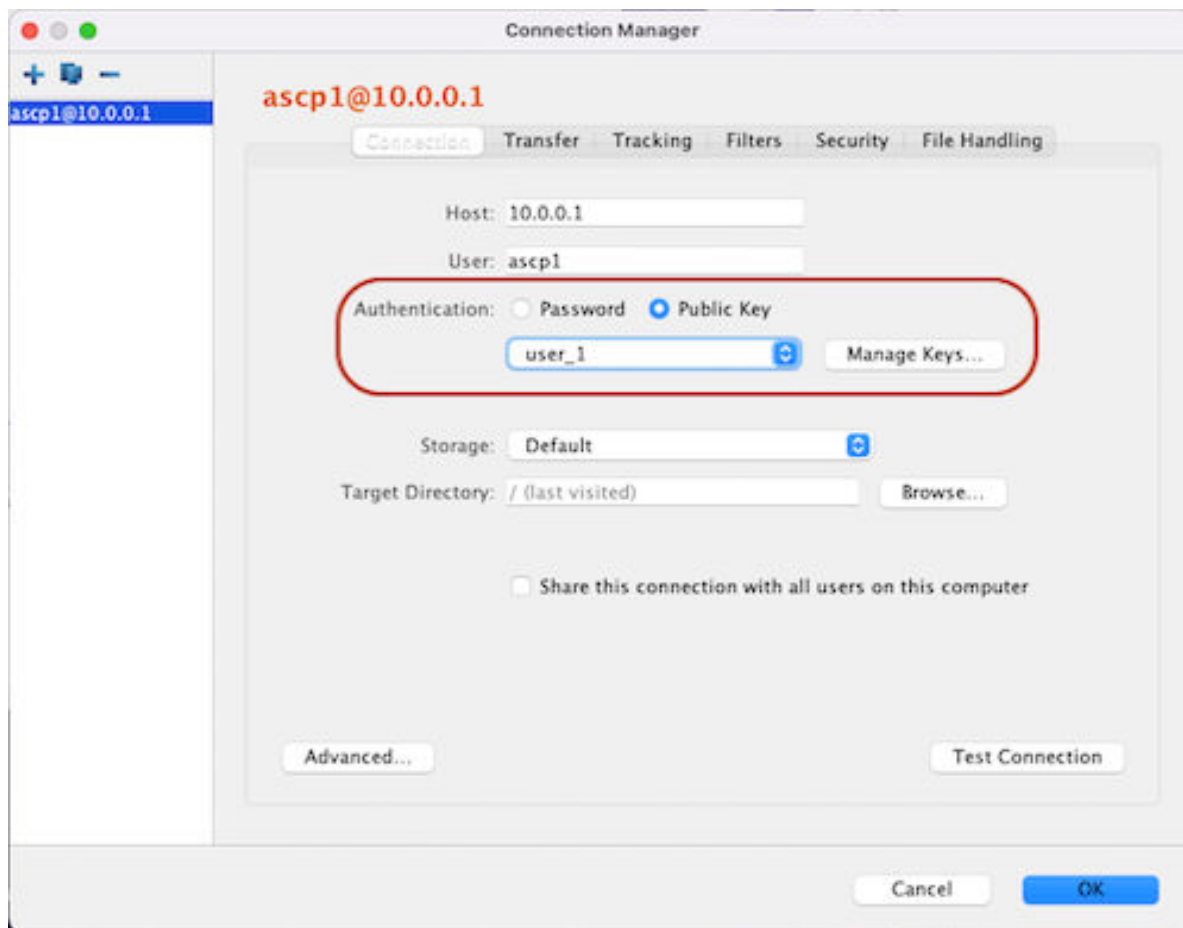 Connection Manager
ascp1@10.0.0.1
ascp1@10.0.0.1
Connection Transfer Tracking Filters Security File Handling
Host: 10.0.0.1
User: ascp1
Authentication: Password Public Key
user_1 Manage Keys...
Storage: Default
Target Directory: / (last visited) Browse...
Share this connection with all users on this computer
Advanced... Test Connection
Cancel OK